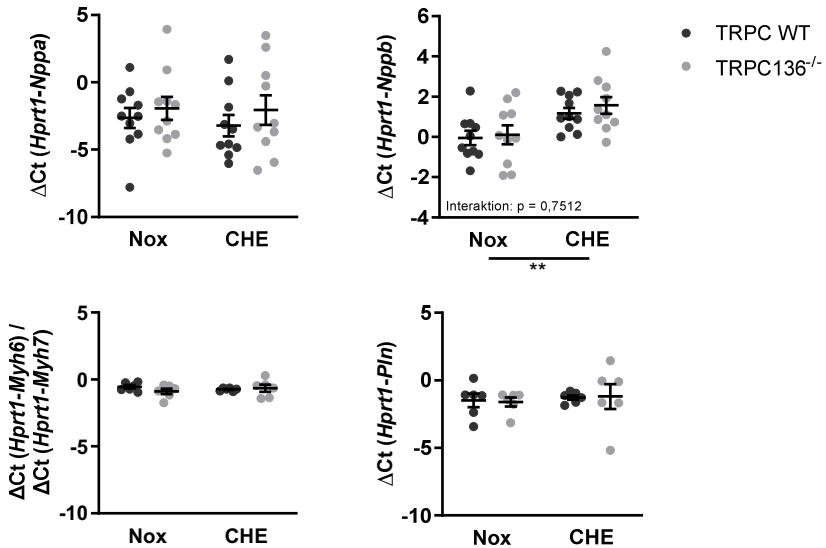 ΔCt (Hprt1-Nppa)
5
0
-5
-10
Nox
CHE
ΔCt (Hprt1-Nppb)
6
4
2
0
-2
-4
Interaktion: p = 0,7512
Nox
CHE
**
TRPC WT
TRPC136-/-
ΔCt (Hprt1-Myh6) /
ΔCt (Hprt1-Myh7)
5
0
-5
-10
Nox
CHE
ΔCt (Hprt1-Pln)
5
0
-5
-10
Nox
CHE